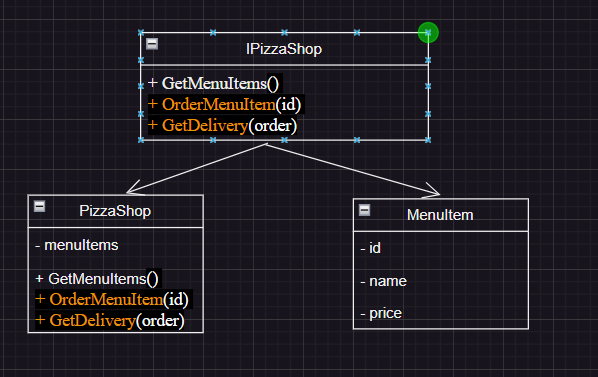 IPizzaShop
+ GetMenuItems()
+ OrderMenuItem(id)
+ GetDelivery(order)
PizzaShop
- menuItems
+ GetMenuItems()
+ OrderMenuItem(id)
+ GetDelivery(order)
MenuItem
- id
- name
- price